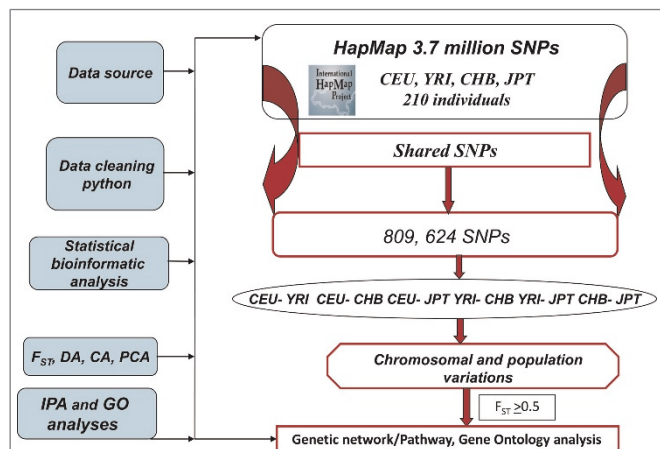 Data source
Data cleaning
python
Statistical
bioinformatic
analysis
FST, DA, CA, PCA
IPA and GO
analyses
HapMap 3.7 million SNPs
International
HapMap
Project
CEU, YRI, CHB, JPT
210 individuals
Shared SNPs
809, 624 SNPs
CEU- YRI CEU- CHB CEU- JPT YRI- CHB YRI- JPT CHB- JPT
Chromosomal and population
variations
FST ≥0.5
Genetic network/Pathway, Gene Ontology analysis